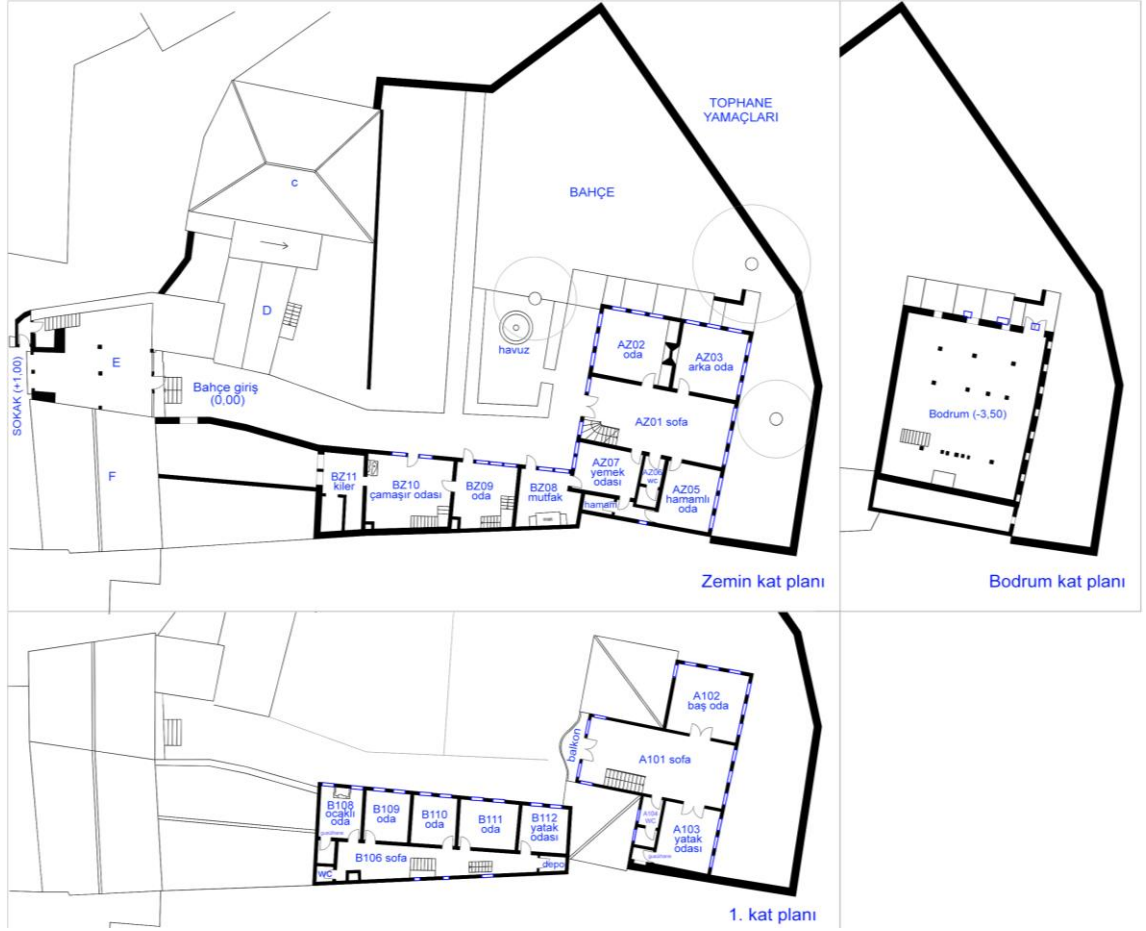 TOPHANE
YAMAÇLARI
c
BAHÇE
D
havuz
AZ02
oda
AZ03
arka oda
SOKAK (+1,00)
E
Bahçe giriş
(0,00)
AZ01 sofa
F
BZ11
kiler
BZ10
çamaşır odası
BZ09
oda
BZ08
mutfak
AZ07
yemek
odası
AZ06
wc
AZ05
hamamlı
oda
hamam
Zemin kat planı
Bodrum (-3,50)
Bodrum kat planı
A102
baş oda
balkon
A101 sofa
B108
ocaklı
oda
gusülhane
B109
oda
B110
oda
B111
oda
B112
yatak
odası
A104
WC
A103
yatak
odası
gusülhane
B106 sofa
wc
depo
1. kat planı